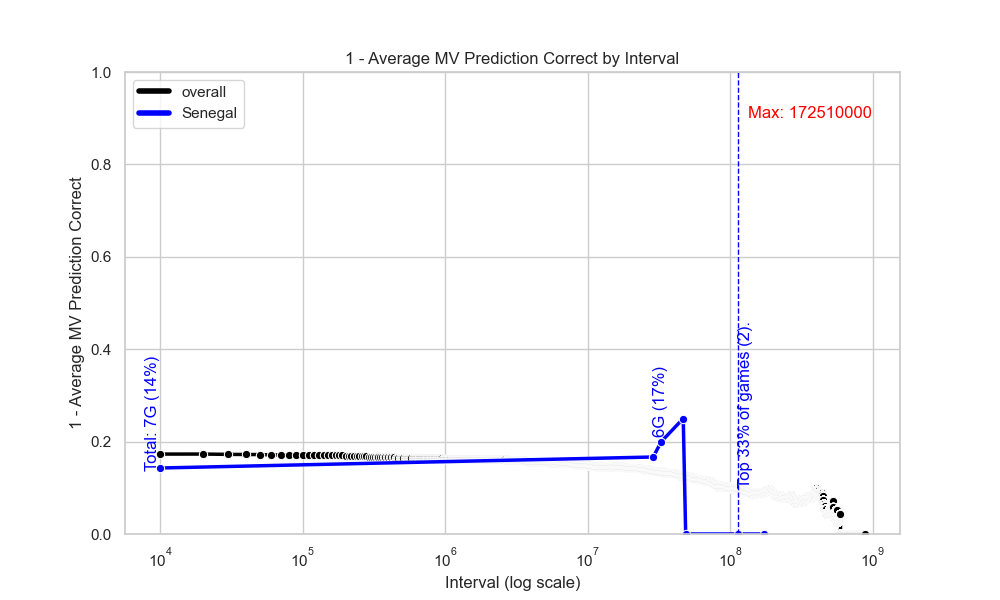 1 - Average MV Prediction Correct by Interval
1.0
0.8
0.6
0.4
0.2
0.0
1 - Average MV Prediction Correct
overall
Senegal
Max: 172510000
Total: 7G (14%)
6G (17%)
Top 33% of games (2).
10^4
10^5
10^6
10^7
10^8
10^9
Interval (log scale)